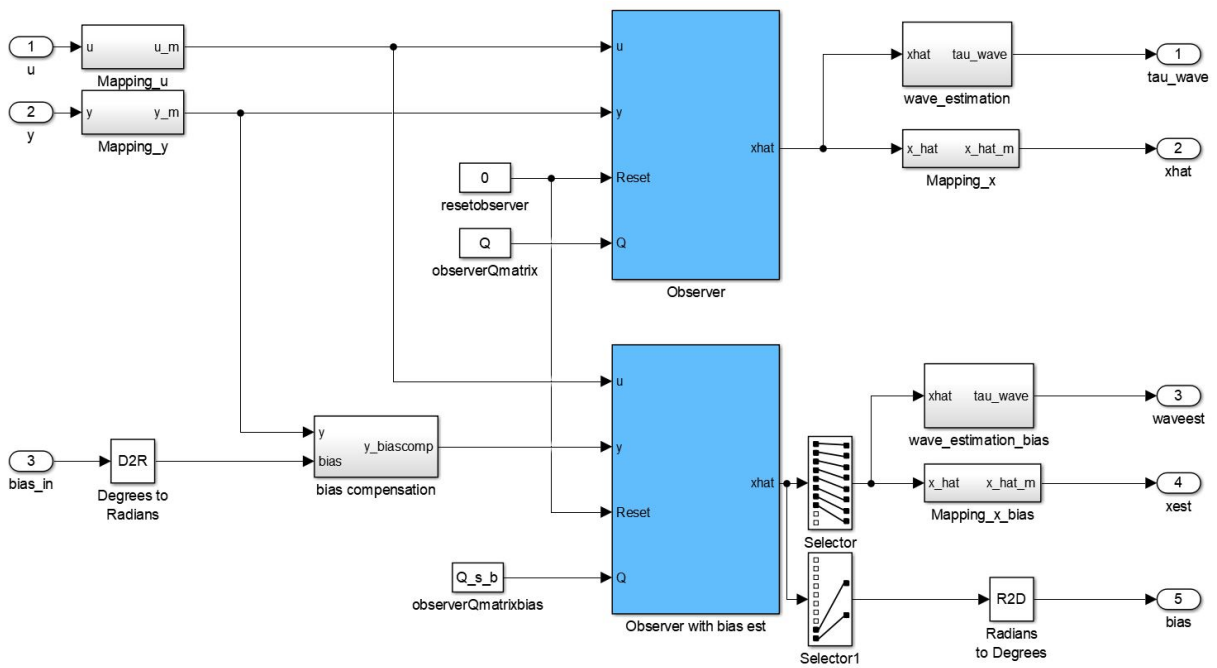 1
u
u
u_m
Mapping_u
2
y
y
y_m
Mapping_y
0
resetobserver
Q
observerQmatrix
u
y
Reset
Q
xhat
Observer
xhat
tau_wave
wave_estimation
1
tau_wave
x_hat
x_hat_m
Mapping_x
2
xhat
3
bias_in
D2R
Degrees to
Radians
y
bias
y_biascomp
bias compensation
Q_s_b
observerQmatrixbias
u
y
Reset
Q
xhat
Observer with bias est
Selector
Selector1
xhat
tau_wave
wave_estimation_bias
3
waveest
x_hat
x_hat_m
Mapping_x_bias
4
xest
R2D
Radians
to Degrees
5
bias